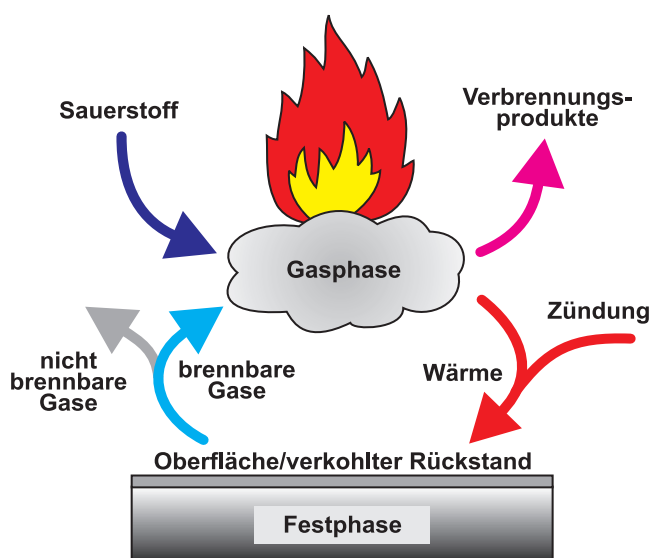 Sauerstoff
Verbrennungs-
produkte
Gasphase
Zündung
nicht
brennbare
Gase
brennbare
Gase
Wärme
Oberfläche/verkohlter Rückstand
Festphase